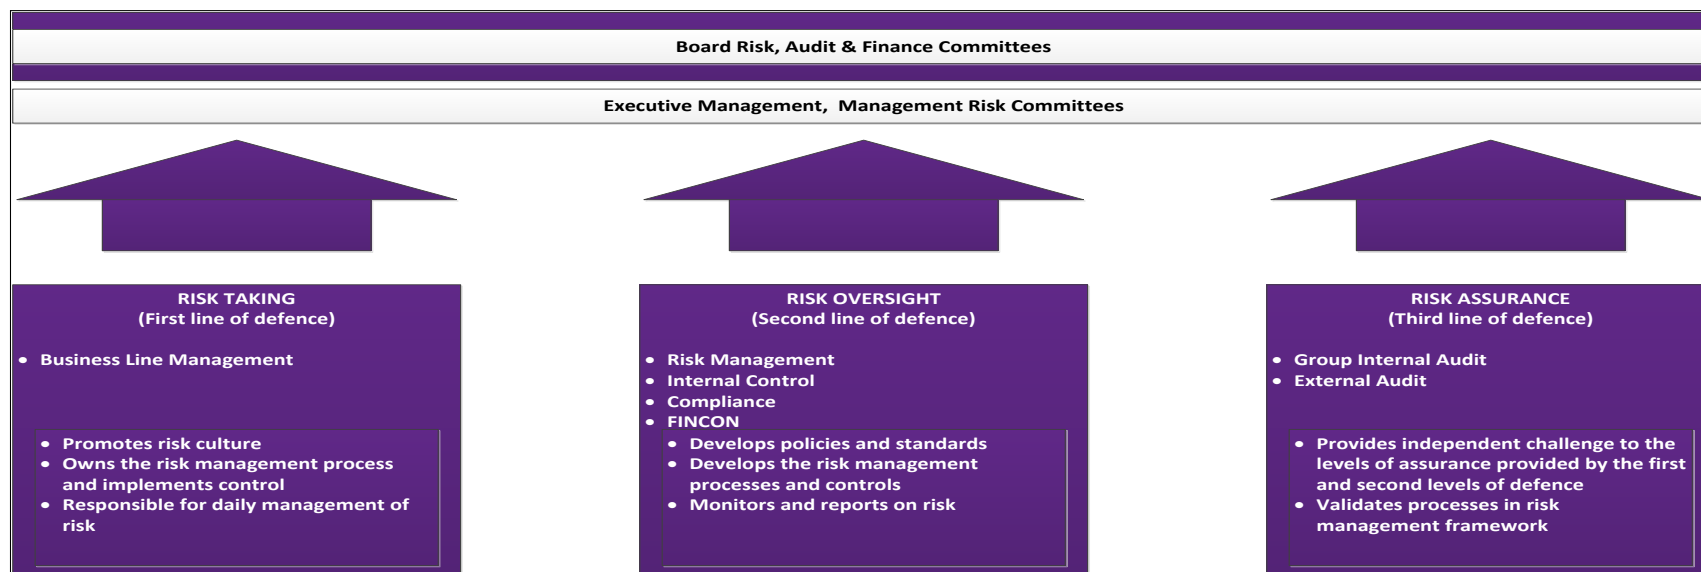 Board Risk, Audit & Finance Committees
Executive Management,  Management Risk Committees
RISK TAKING
(First line of defence)
• Business Line Management
• Promotes risk culture
• Owns the risk management process
and implements control
• Responsible for daily management of
risk
RISK OVERSIGHT
(Second line of defence)
• Risk Management
• Internal Control
• Compliance
• FINCON
• Develops policies and standards
• Develops the risk management
processes and controls
• Monitors and reports on risk
RISK ASSURANCE
(Third line of defence)
• Group Internal Audit
• External Audit
• Provides independent challenge to the
levels of assurance provided by the first
and second levels of defence
• Validates processes in risk
management framework